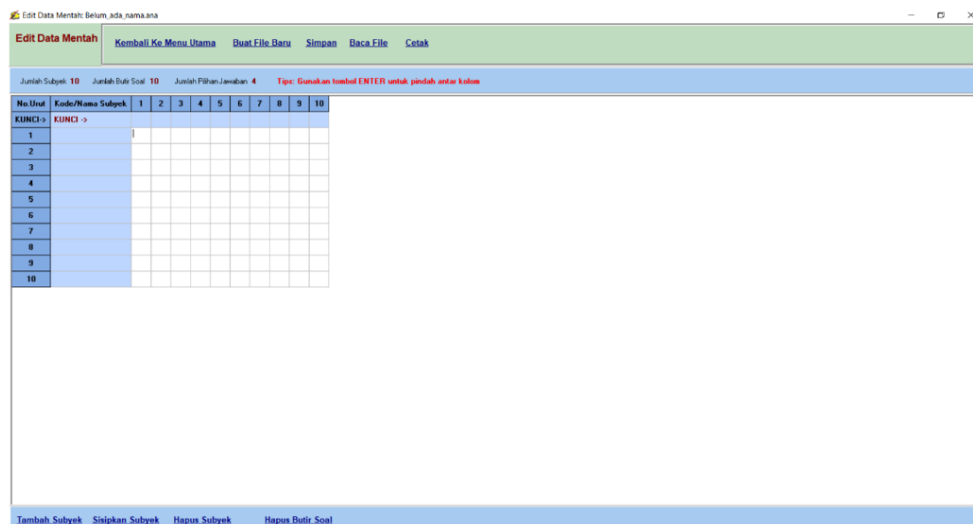 Edit Data Mentah: Belum_ada_nama.ana
Edit Data Mentah Kembali Ke Menu Utama Buat File Baru Simpan Baca File Cetak
Jumlah Subyek 10 Jumlah Butir Soal 10 Jumlah Pilihan Jawaban 4 Tips: Gunakan tombol ENTER untuk pindah antar kolom
No.Urut Kode/Nama Subyek 1 2 3 4 5 6 7 8 9 10
KUNCI-> KUNCI ->
1
2
3
4
5
6
7
8
9
10
Tambah Subyek Sisipkan Subyek Hapus Subyek Hapus Butir Soal